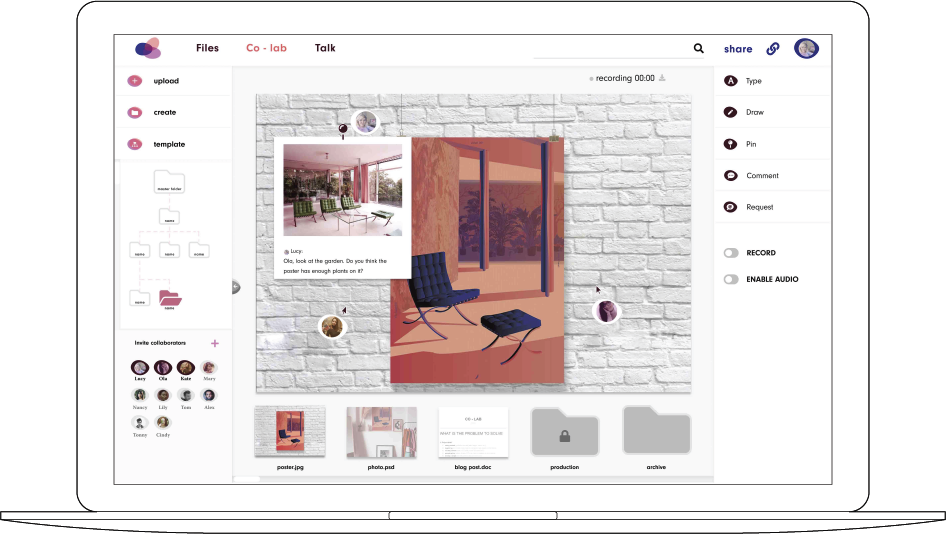 Files
Co - lab
Talk
share
recording 00:00
upload
create
template
master folder
name
name
name
name
name
name
Invite collaborators
Lucy
Ola
Kate
Mary
Nancy
Lily
Tom
Alex
Tonny
Cindy
Lucy:
Ola, look at the garden. Do you think the
poster has enough plants on it?
CO - LAB
WHAT IS THE PROBLEM TO SOLVE
poster.jpg
photo.psd
blog post.doc
production
archive
A
Type
Draw
Pin
Comment
Request
RECORD
ENABLE AUDIO